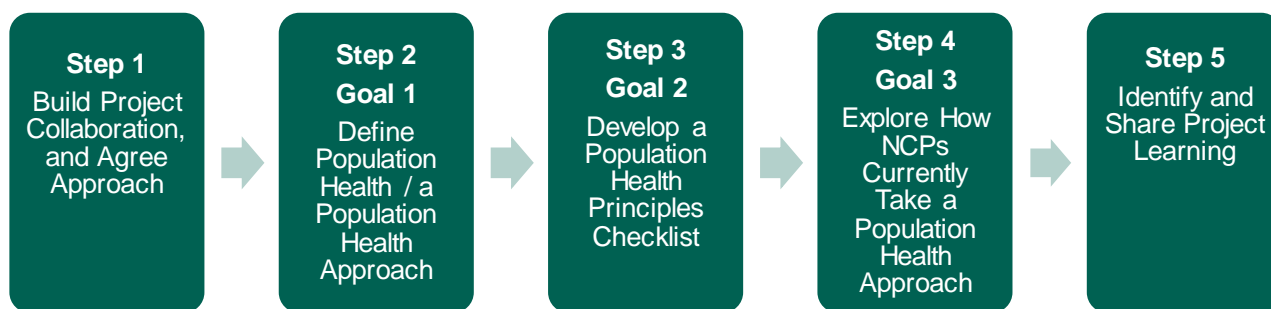 Step 1
Build Project
Collaboration,
and Agree
Approach
Step 2
Goal 1
Define
Population
Health / a
Population
Health
Approach
Step 3
Goal 2
Develop a
Population
Health
Principles
Checklist
Step 4
Goal 3
Explore How
NCPs
Currently
Take a
Population
Health
Approach
Step 5
Identify and
Share Project
Learning